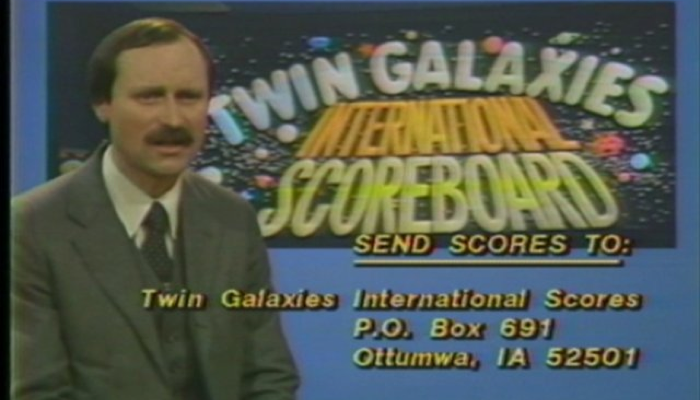 TWIN GALAXIES
INTERNATIONAL
SCOREBOARD
SEND SCORES TO:
Twin Galaxies International Scores
P.O. Box 691
Ottumwa, IA 52501